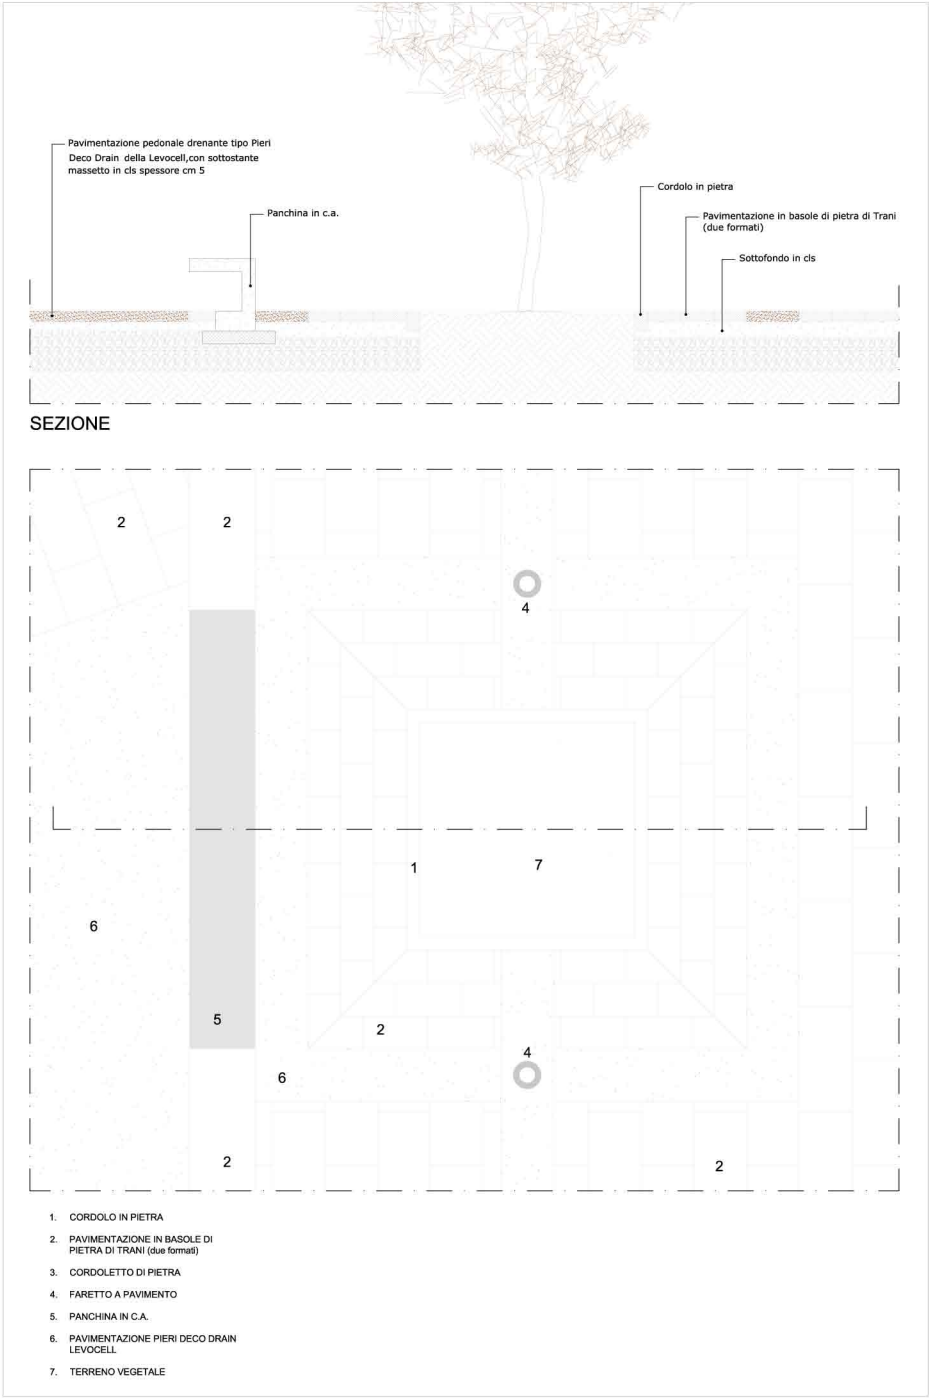 Pavimentazione pedonale drenante tipo Pieri
Deco Drain della Levocell,con sottostante
massetto in cls spessore cm 5
Panchina in c.a.
Cordolo in pietra
Pavimentazione in basole di pietra di Trani
(due formati)
Sottofondo in cls
SEZIONE
2
2
4
1
7
6
5
2
4
6
2
2
1. CORDOLO IN PIETRA
2. PAVIMENTAZIONE IN BASOLE DI
PIETRA DI TRANI (due formati)
3. CORDOLETTO DI PIETRA
4. FARETTO A PAVIMENTO
5. PANCHINA IN C.A.
6. PAVIMENTAZIONE PIERI DECO DRAIN
LEVOCELL
7. TERRENO VEGETALE